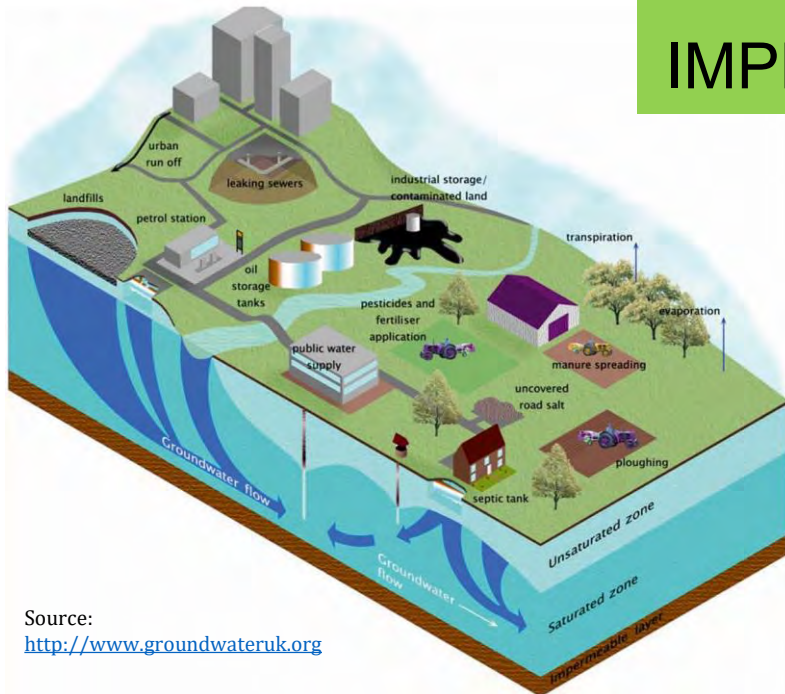 IMPI
urban
run off
leaking sewers
landfills
petrol station
industrial storage/
contaminated land
transpiration
oil
storage
tanks
pesticides and
fertiliser
application
evaporation
public water
supply
manure spreading
uncovered
road salt
ploughing
septic tank
Groundwater flow
Groundwater
flow
Unsaturated zone
Saturated zone
Impermeable layer
Source:
http://www.groundwateruk.org